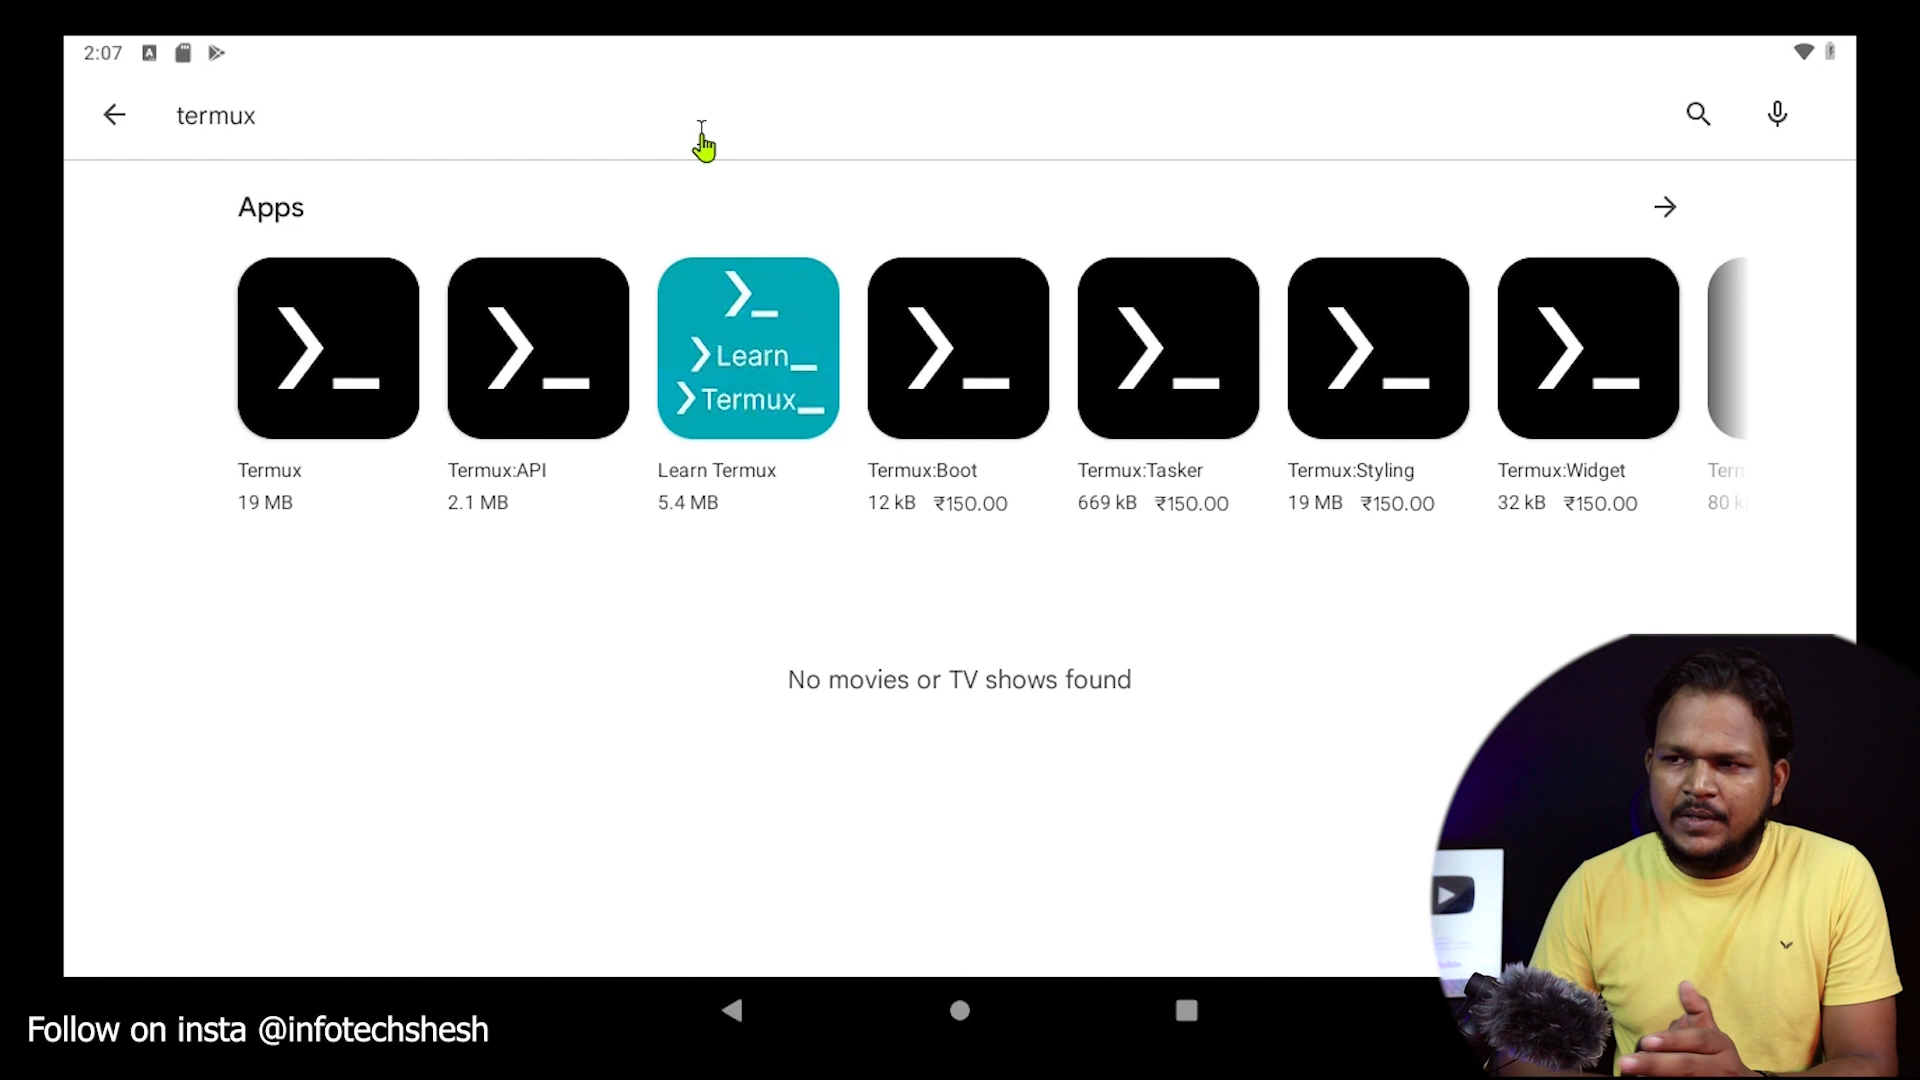 2:07
termux
Apps
Learn
Termux
Termux
19 MB
Termux:API
2.1 MB
Learn Termux
5.4 MB
Termux:Boot
12 kB ₹150.00
Termux:Tasker
669 kB ₹150.00
Termux:Styling
19 MB ₹150.00
Termux:Widget
32 kB ₹150.00
No movies or TV shows found
Follow on insta @infotechshesh